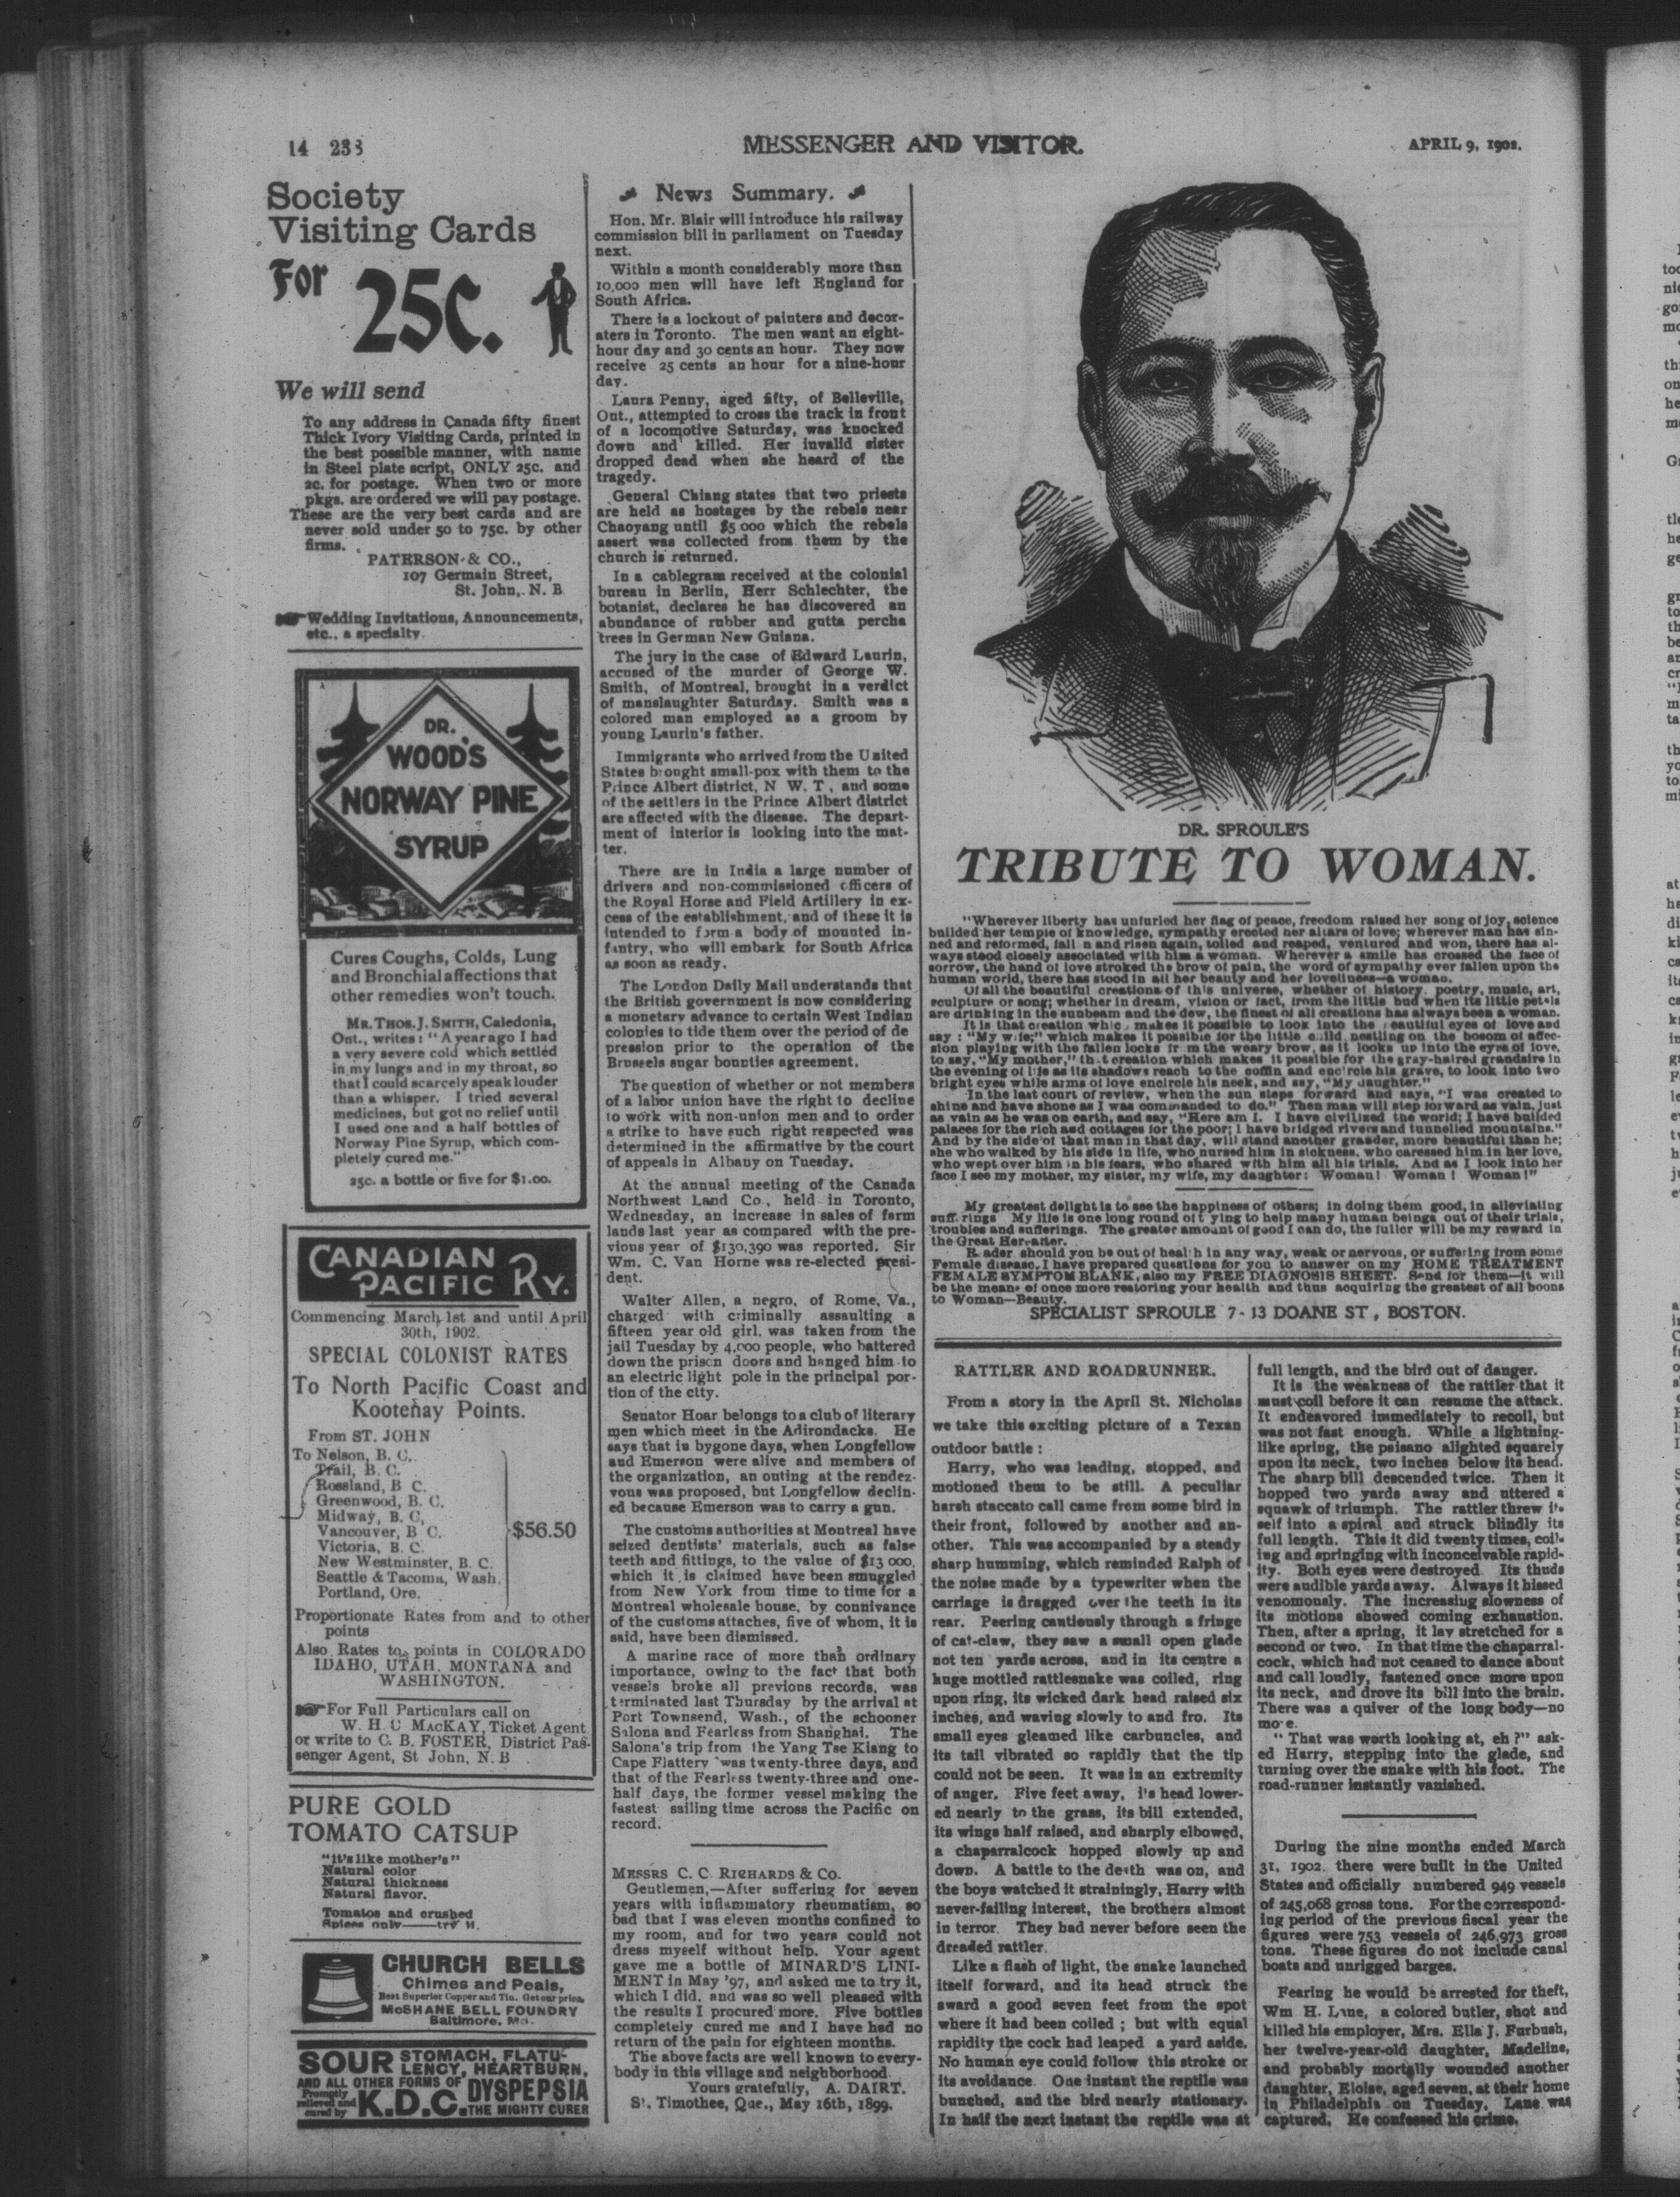 14 238
MESSENGER AND VISITOR.
APRIL 9, 1902.
Society
Visiting Cards
For 25c.
We will send
To any address in Canada fifty finest
Thick Ivory Visiting Cards, printed in
the best possible manner, with name
in Steel plate script, ONLY 25c. and
2c. for postage. When two or more
pkgs. are ordered we will pay postage.
These are the very best cards and are
never sold under 50 to 75c. by other
firms.
PATERSON & CO.,
107 Germain Street,
St. John, N. B
Wedding Invitations, Announcements,
etc., a specialty.
DR.
WOOD'S
NORWAY PINE
SYRUP
Cures Coughs, Colds, Lung
and Bronchial affections that
other remedies won't touch.
MR. THOS. J. SMITH, Caledonia,
Ont., writes: "A year ago I had
a very severe cold which settled
in my lungs and in my throat, so
that I could scarcely speak louder
than a whisper. I tried several
medicines, but got no relief until
I used one and a half bottles of
Norway Pine Syrup, which com-
pletely cured me."
25c. a bottle or five for $1.00.
CANADIAN
PACIFIC RY.
Commencing March 1st and until April
30th, 1902.
SPECIAL COLONIST RATES
To North Pacific Coast and
Kootenay Points.
From ST. JOHN
To Nelson, B. C.
Trail, B. C.
Rossland, B C.
Greenwood, B. C.
Midway, B. C,
Vancouver, B C.
$56.50
Victoria, B. C.
New Westminster, B. C.
Seattle & Tacoma, Wash.
Portland, Ore.
Proportionate Rates from and to other
points
Also Rates to points in COLORADO
IDAHO, UTAH, MONTANA and
WASHINGTON.
For Full Particulars call on
W. H. C MACKAY, Ticket Agent
or write to C. B. FOSTER, District Pas-
senger Agent, St John, N. B
PURE GOLD
TOMATO CATSUP
"it's like mother's"
Natural color
Natural thickness
Natural flavor.
Tomatos and crushed
Spices only——try it.
CHURCH BELLS
Chimes and Peals,
Best Superior Copper and Tin. Get our price.
McSHANE BELL FOUNDRY
Baltimore, Md.
SOUR STOMACH, FLATU-
LENCY, HEARTBURN,
AND ALL OTHER FORMS OF DYSPEPSIA
Promptly
relieved and
cured by K.D.C. THE MIGHTY CURER
News Summary.
Hon. Mr. Blair will introduce his railway
commission bill in parliament on Tuesday
next.
Within a month considerably more than
10,000 men will have left England for
South Africa.
There is a lockout of painters and decor-
aters in Toronto. The men want an eight-
hour day and 30 cents an hour. They now
receive 25 cents an hour for a nine-hour
day.
Laura Penny, aged fifty, of Belleville,
Ont., attempted to cross the track in front
of a locomotive Saturday, was knocked
down and killed. Her invalid sister
dropped dead when she heard of the
tragedy.
General Chiang states that two priests
are held as hostages by the rebels near
Chaoyang until $5 000 which the rebels
assert was collected from them by the
church is returned.
In a cablegram received at the colonial
bureau in Berlin, Herr Schlechter, the
botanist, declares he has discovered an
abundance of rubber and gutta percha
trees in German New Guiana.
The jury in the case of Edward Laurin,
accused of the murder of George W.
Smith, of Montreal, brought in a verdict
of manslaughter Saturday. Smith was a
colored man employed as a groom by
young Laurin's father.
Immigrants who arrived from the United
States brought small-pox with them to the
Prince Albert district, N W. T, and some
of the settlers in the Prince Albert district
are affected with the disease. The depart-
ment of interior is looking into the mat-
ter.
There are in India a large number of
drivers and non-commissioned officers of
the Royal Horse and Field Artillery in ex-
cess of the establishment, and of these it is
intended to form a body of mounted in-
fantry, who will embark for South Africa
as soon as ready.
The London Daily Mail understands that
the British government is now considering
a monetary advance to certain West Indian
colonies to tide them over the period of de
pression prior to the operation of the
Brussels sugar bounties agreement.
The question of whether or not members
of a labor union have the right to decline
to work with non-union men and to order
a strike to have such right respected was
determined in the affirmative by the court
of appeals in Albany on Tuesday.
At the annual meeting of the Canada
Northwest Land Co., held in Toronto,
Wednesday, an increase in sales of farm
lands last year as compared with the pre-
vious year of $130,390 was reported. Sir
Wm. C. Van Horne was re-elected presi-
dent.
Walter Allen, a negro, of Rome, Va.,
charged with criminally assaulting a
fifteen year old girl, was taken from the
jail Tuesday by 4,000 people, who battered
down the prison doors and hanged him to
an electric light pole in the principal por-
tion of the city.
Senator Hoar belongs to a club of literary
men which meet in the Adirondacks. He
says that in bygone days, when Longfellow
and Emerson were alive and members of
the organization, an outing at the rendez-
vous was proposed, but Longfellow declin-
ed because Emerson was to carry a gun.
The customs authorities at Montreal have
seized dentists' materials, such as false
teeth and fittings, to the value of $13 000,
which it is claimed have been smuggled
from New York from time to time for a
Montreal wholesale house, by connivance
of the customs attaches, five of whom, it is
said, have been dismissed.
A marine race of more than ordinary
importance, owing to the fact that both
vessels broke all previous records, was
terminated last Thursday by the arrival at
Port Townsend, Wash., of the schooner
Salona and Fearless from Shanghai. The
Salona's trip from the Yang Tse Kiang to
Cape Flattery was twenty-three days, and
that of the Fearless twenty-three and one-
half days, the former vessel making the
fastest sailing time across the Pacific on
record.
MESSRS C. C. RICHARDS & CO.
Gentlemen,—After suffering for seven
years with inflammatory rheumatism, so
bad that I was eleven months confined to
my room, and for two years could not
dress myself without help. Your agent
gave me a bottle of MINARD'S LINI-
MENT in May '97, and asked me to try it,
which I did, and was so well pleased with
the results I procured more. Five bottles
completely cured me and I have had no
return of the pain for eighteen months.
The above facts are well known to every-
body in this village and neighborhood.
Yours gratefully, A. DAIRT.
St. Timothee, Que., May 16th, 1899.
DR. SPROULE'S
TRIBUTE TO WOMAN.
"Wherever liberty has unfurled her flag of peace, freedom raised her song of joy, science
builded her temple of knowledge, sympathy erected her altars of love; wherever man has sin-
ned and reformed, fall n and risen again, toiled and reaped, ventured and won, there has al-
ways stood closely associated with him a woman. Wherever a smile has crossed the face of
sorrow, the hand of love stroked the brow of pain, the word of sympathy ever fallen upon the
human world, there has stood in all her beauty and her loveliness—a woman.
Of all the beautiful creations of this universe, whether of history, poetry, music, art,
sculpture or song; whether in dream, vision or fact, from the little bud when its little petals
are drinking in the sunbeam and the dew, the finest of all creations has always been a woman.
It is that creation which makes it possible to look into the beautiful eyes of love and
say: "My wife;" which makes it possible for the little child, nestling on the bosom of affec-
sion playing with the fallen locks from the weary brow, as it looks up into the eyes of love,
to say, "My mother," that creation which makes it possible for the gray-haired grandsire in
the evening of life as its shadows reach to the coffin and encircle his grave, to look into two
bright eyes while arms of love encircle his neck, and say, "My daughter."
In the last court of review, when the sun steps forward and says, "I was created to
shine and have shone as I was commanded to do." Then man will step forward as vain, just
as vain as he was on earth, and say, "Here am I. I have civilised the world; I have builded
palaces for the rich and cottages for the poor; I have bridged rivers and tunnelled mountains."
And by the side of that man in that day, will stand another grander, more beautiful than he;
she who walked by his side in life, who nursed him in sickness, who caressed him in her love,
who wept over him in his tears, who shared with him all his trials. And as I look into her
face I see my mother, my sister, my wife, my daughter: Woman! Woman! Woman!"
My greatest delight is to see the happiness of others; in doing them good, in alleviating
suff rings My life is one long round of t ying to help many human beings out of their trials,
troubles and sufferings. The greater amount of good I can do, the fuller will be my reward in
the Great Hereafter.
R ader should you be out of health in any way, weak or nervous, or suffering from some
Female disease, I have prepared questions for you to answer on my HOME TREATMENT
FEMALE SYMPTOM BLANK, also my FREE DIAGNOSIS SHEET. Send for them—it will
be the means of once more restoring your health and thus acquiring the greatest of all boons
to Woman—Beauty.
SPECIALIST SPROULE 7-13 DOANE ST, BOSTON.
RATTLER AND ROADRUNNER.
From a story in the April St. Nicholas
we take this exciting picture of a Texan
outdoor battle:
Harry, who was leading, stopped, and
motioned them to be still. A peculiar
harsh staccato call came from some bird in
their front, followed by another and an-
other. This was accompanied by a steady
sharp humming, which reminded Ralph of
the noise made by a typewriter when the
carriage is dragged over the teeth in its
rear. Peering cautiously through a fringe
of cat-claw, they saw a small open glade
not ten yards across, and in its centre a
huge mottled rattlesnake was coiled, ring
upon ring, its wicked dark head raised six
inches, and waving slowly to and fro. Its
small eyes gleamed like carbuncles, and
its tail vibrated so rapidly that the tip
could not be seen. It was in an extremity
of anger. Five feet away, i's head lower-
ed nearly to the grass, its bill extended,
its wings half raised, and sharply elbowed,
a chaparralcock hopped slowly up and
down. A battle to the death was on, and
the boys watched it strainingly, Harry with
never-failing interest, the brothers almost
in terror. They had never before seen the
dreaded rattler.
Like a flash of light, the snake launched
itself forward, and its head struck the
sward a good seven feet from the spot
where it had been coiled; but with equal
rapidity the cock had leaped a yard aside.
No human eye could follow this stroke or
its avoidance. One instant the reptile was
bunched, and the bird nearly stationary.
In half the next instant the reptile was at
full length, and the bird out of danger.
It is the weakness of the rattler that it
must coil before it can resume the attack.
It endeavored immediately to recoil, but
was not fast enough. While a lightning-
like spring, the paisano alighted squarely
upon its neck, two inches below its head.
The sharp bill descended twice. Then it
hopped two yards away and uttered a
squawk of triumph. The rattler threw it-
self into a spiral and struck blindly its
full length. This it did twenty times, coil-
ing and springing with inconceivable rapid-
ity. Both eyes were destroyed. Its thuds
were audible yards away. Always it hissed
venomously. The increasing slowness of
its motions showed coming exhaustion.
Then, after a spring, it lay stretched for a
second or two. In that time the chaparral-
cock, which had not ceased to dance about
and call loudly, fastened once more upon
its neck, and drove its bill into the brain.
There was a quiver of the long body—no
more.
"That was worth looking at, eh?" ask-
ed Harry, stepping into the glade, and
turning over the snake with his foot. The
road-runner instantly vanished.
During the nine months ended March
31, 1902, there were built in the United
States and officially numbered 949 vessels
of 245,068 gross tons. For the correspond-
ing period of the previous fiscal year the
figures were 753 vessels of 246,973 gross
tons. These figures do not include canal
boats and unrigged barges.
Fearing he would be arrested for theft,
Wm H. Lane, a colored butler, shot and
killed his employer, Mrs. Ella J. Furbush,
her twelve-year-old daughter, Madeline,
and probably mortally wounded another
daughter, Eloise, aged seven, at their home
in Philadelphia on Tuesday. Lane was
captured. He confessed his crime.